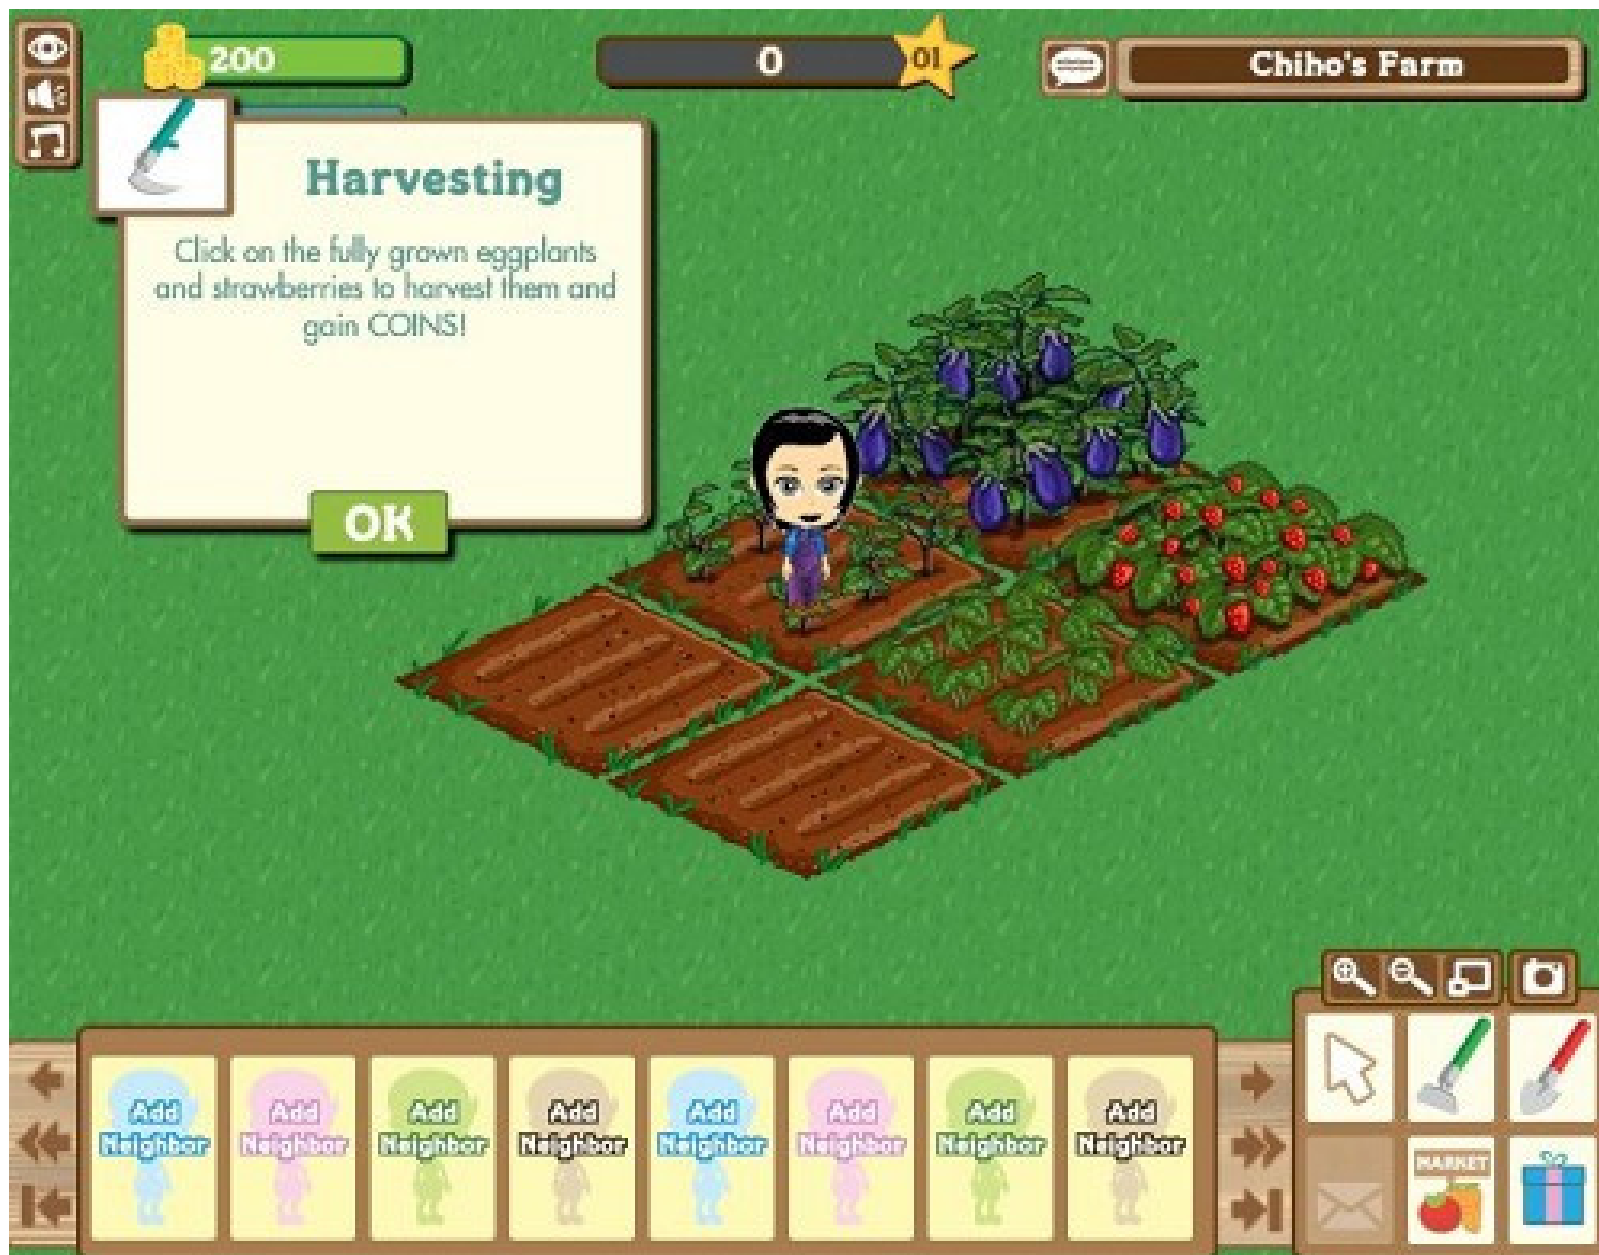 200
0
01
Chiho's Farm
Harvesting
Click on the fully grown eggplants
and strawberries to harvest them and
gain COINS!
OK
Add
Neighbor
Add
Neighbor
Add
Neighbor
Add
Neighbor
Add
Neighbor
Add
Neighbor
Add
Neighbor
Add
Neighbor
MARKET